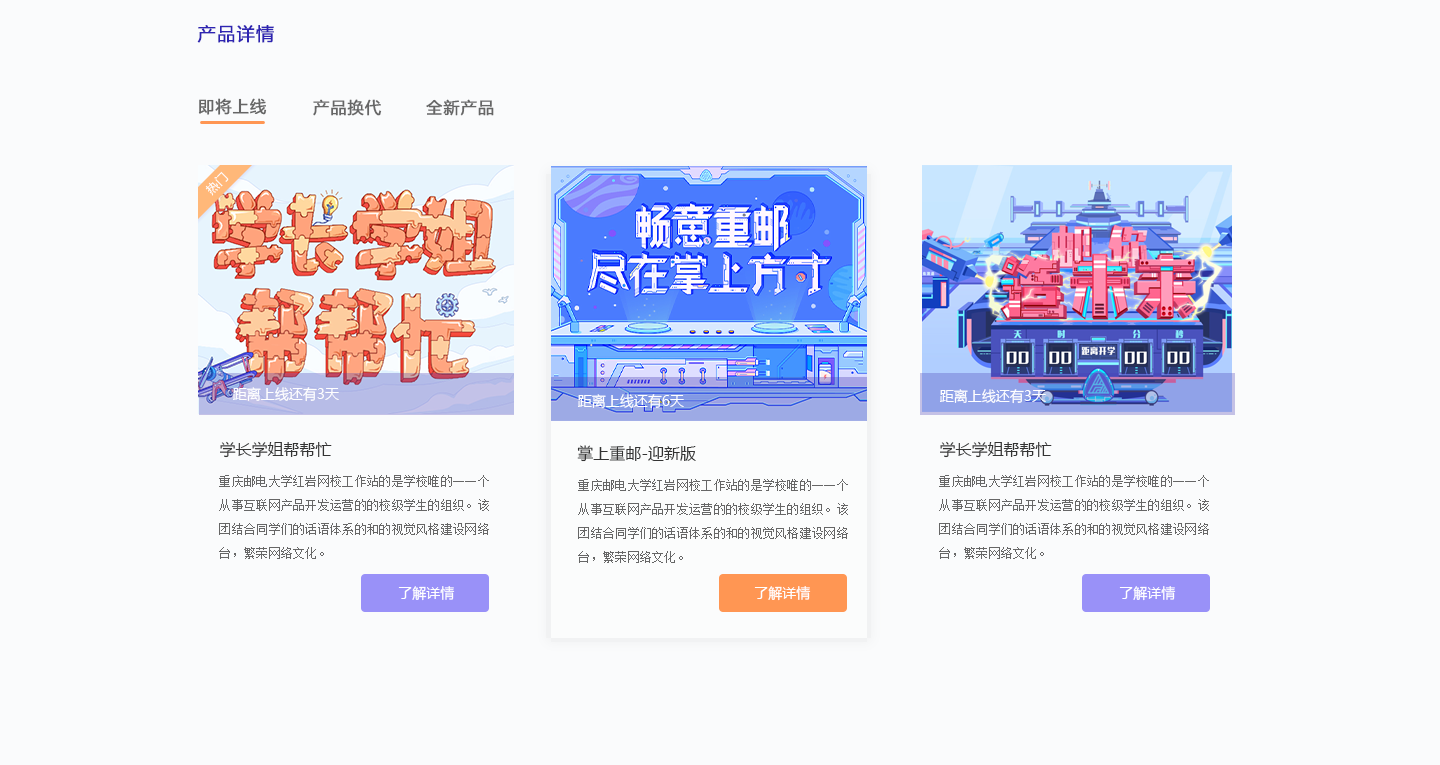 产品详情
即将上线
产品换代
全新产品
热门
学长学姐
帮帮忙
距离上线还有3天
学长学姐帮帮忙
重庆邮电大学红岩网校工作站的是学校唯的一一个
从事互联网产品开发运营的的校级学生的组织。该
团结合同学们的话语体系的和的视觉风格建设网络
台，繁荣网络文化。
了解详情
畅意重邮
尽在掌上方寸
距离上线还有6天
掌上重邮-迎新版
重庆邮电大学红岩网校工作站的是学校唯的一一个
从事互联网产品开发运营的的校级学生的组织。该
团结合同学们的话语体系的和的视觉风格建设网络
台，繁荣网络文化。
了解详情
天 时 分 秒
00 00 距离开学 00 00
距离上线还有3天
学长学姐帮帮忙
重庆邮电大学红岩网校工作站的是学校唯的一一个
从事互联网产品开发运营的的校级学生的组织。该
团结合同学们的话语体系的和的视觉风格建设网络
台，繁荣网络文化。
了解详情